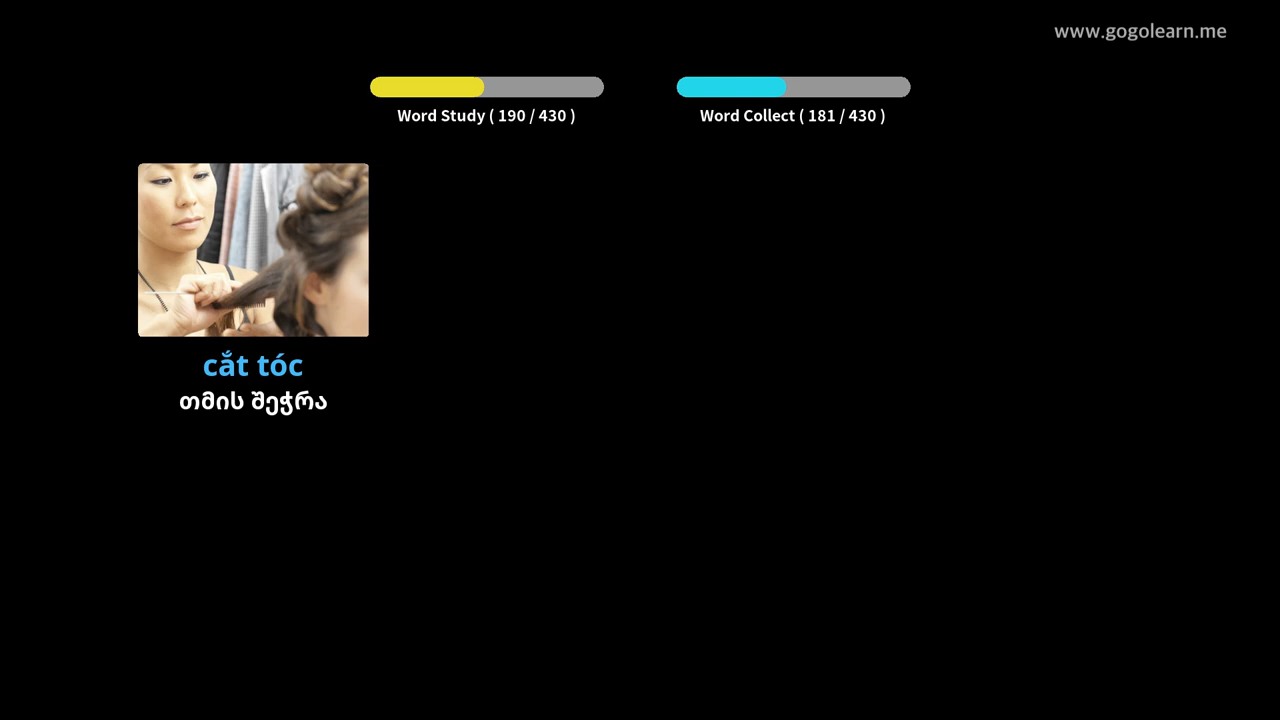 www.gogolearn.me
Word Study ( 190 / 430 )
Word Collect ( 181 / 430 )
cắt tóc
თმის შეჭრა